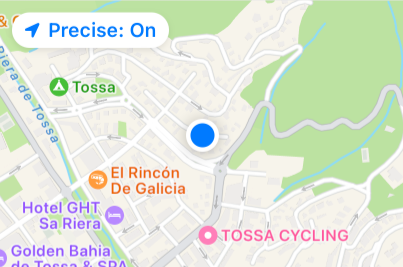 Precise: On
Riera de Tossa
Tossa
El Rincón
De Galicia
Hotel GHT
Sa Riera
TOSSA CYCLING
Golden Bahia
de Tossa & SPA